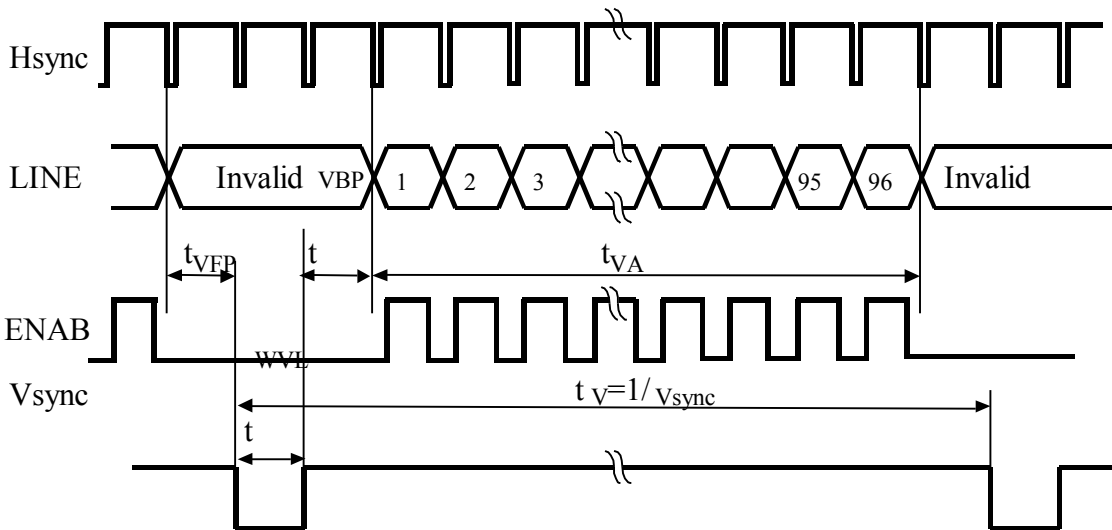 Hsync
LINE
Invalid VBP 1 2 3 95 96 Invalid
tVFP t tVA
ENAB
WVL
Vsync
t V=1/ Vsync
t